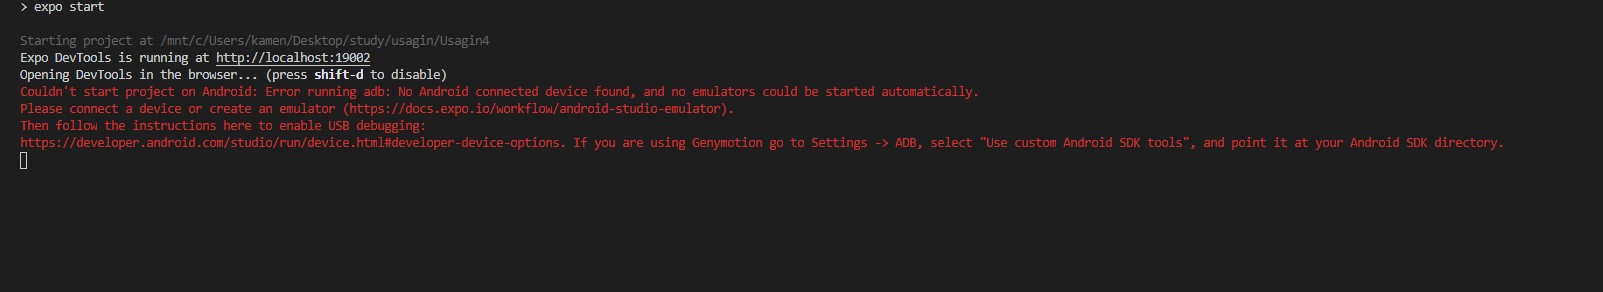 > expo start
Starting project at /mnt/c/Users/kamen/Desktop/study/usagin/Usagin4
Expo DevTools is running at http://localhost:19002
Opening DevTools in the browser... (press shift-d to disable)
Couldn't start project on Android: Error running adb: No Android connected device found, and no emulators could be started automatically.
Please connect a device or create an emulator (https://docs.expo.io/workflow/android-studio-emulator).
Then follow the instructions here to enable USB debugging:
https://developer.android.com/studio/run/device.html#developer-device-options. If you are using Genymotion go to Settings -> ADB, select "Use custom Android SDK tools", and point it at your Android SDK directory.